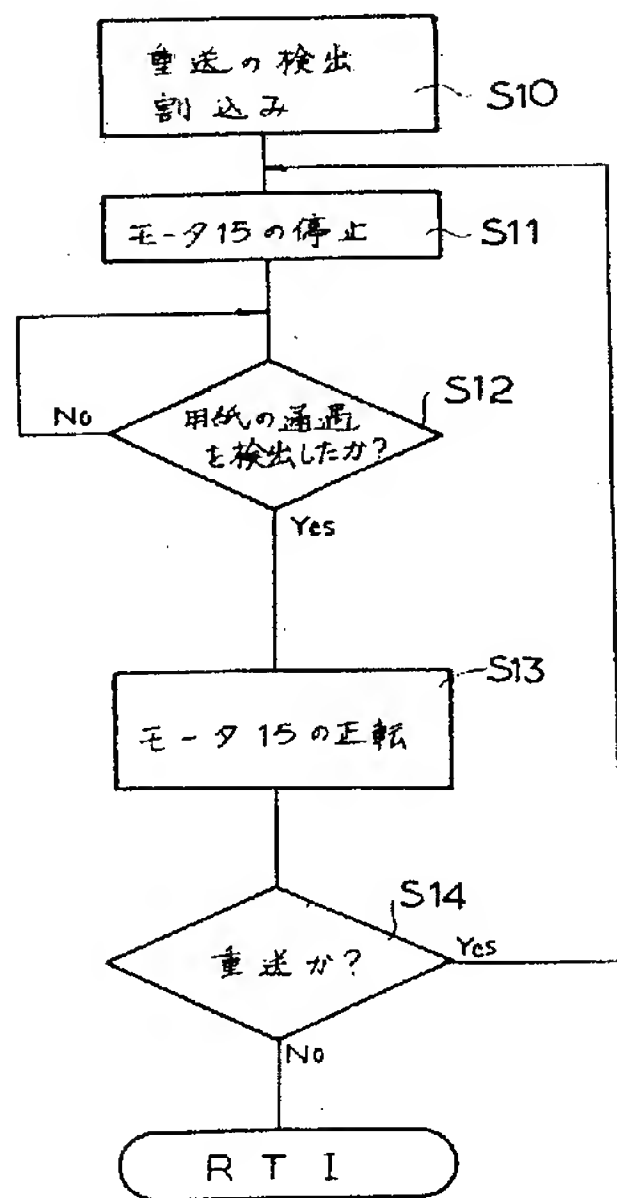 重送の検出
割込み
S10
モータ15の停止
S11
S12
用紙の通過
を検出したか?
No
Yes
S13
モータ15の正転
S14
重送か?
Yes
No
RTI